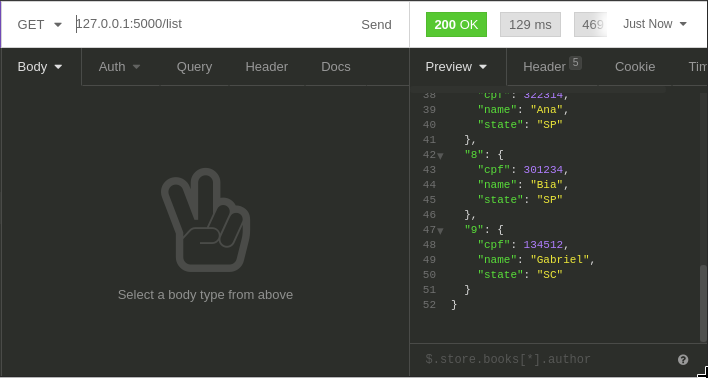 GET 127.0.0.1:5000/list Send 200 OK 129 ms 469 Just Now
Body Auth Query Header Docs Preview Header 5 Cookie Tim
38 "cpf": 322314,
39 "name": "Ana",
40 "state": "SP"
41 },
42 "8": {
43 "cpf": 301234,
44 "name": "Bia",
45 "state": "SP"
46 },
47 "9": {
48 "cpf": 134512,
49 "name": "Gabriel",
50 "state": "SC"
51 }
52 }
Select a body type from above
$.store.books[*].author ?